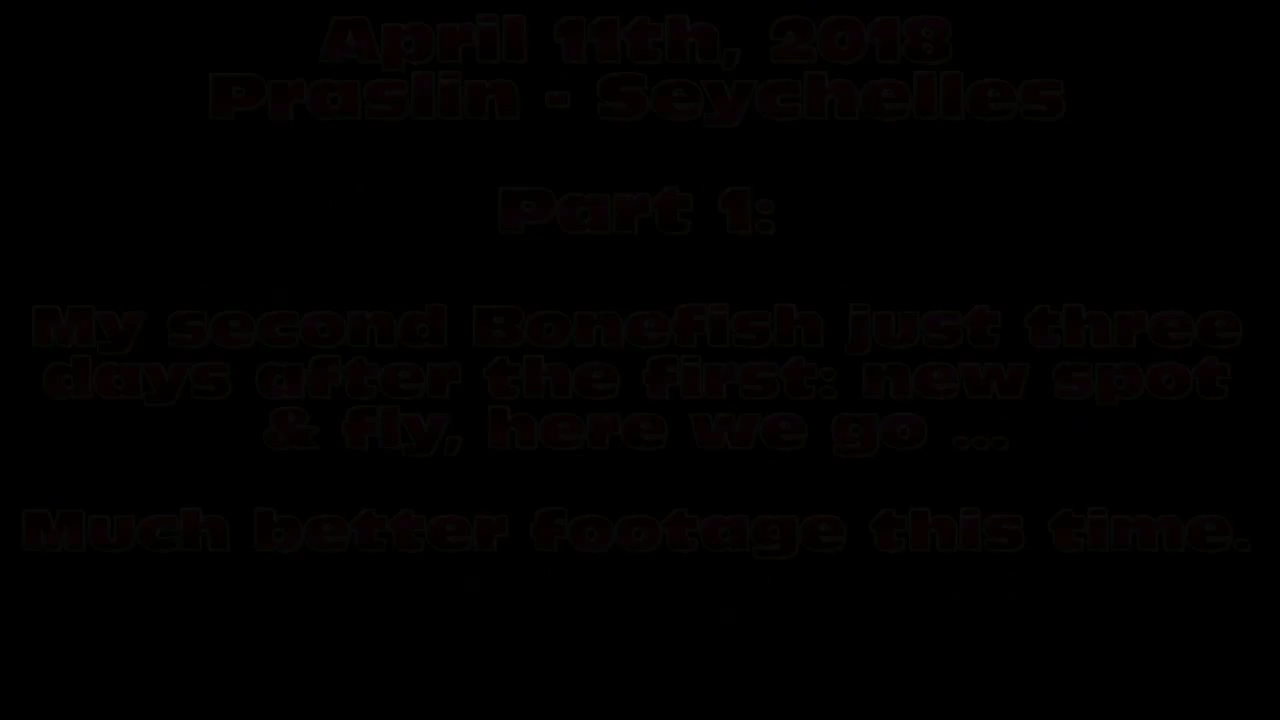 April 11th, 2018
Praslin - Seychelles
Part 1:
My second Bonefish just three
days after the first: new spot
& fly, here we go ...
Much better footage this time.